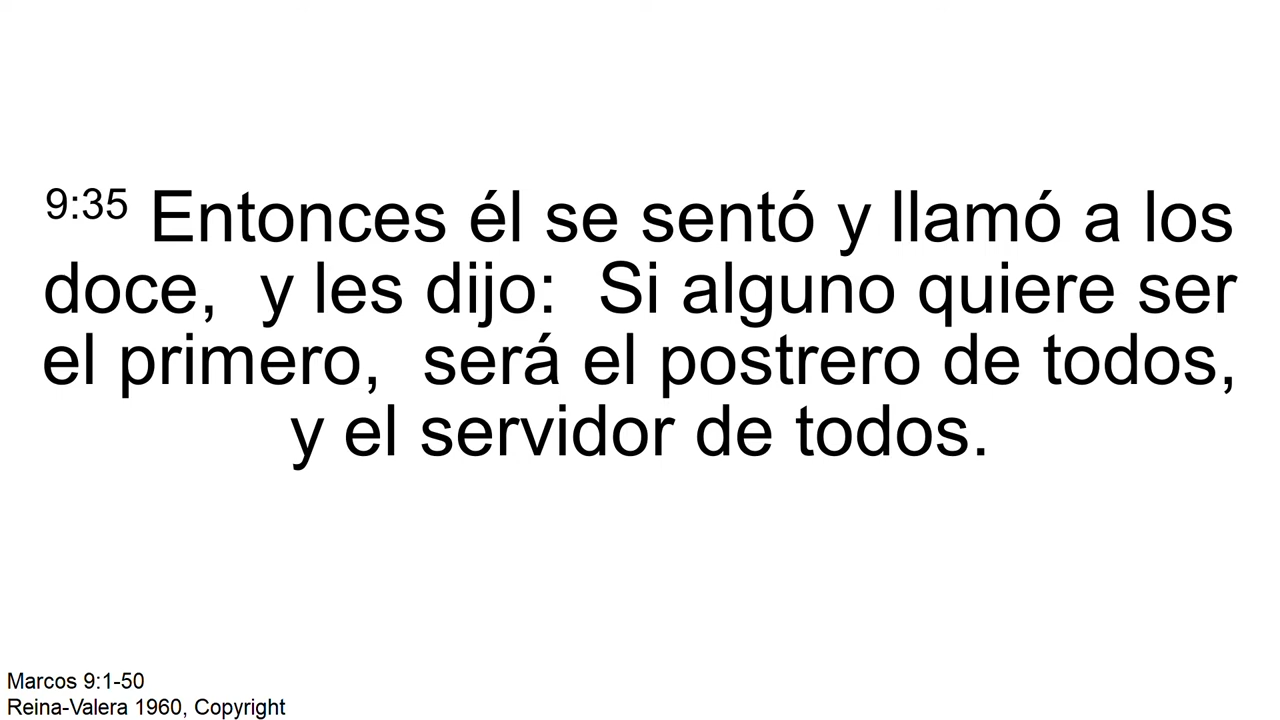 9:35 Entonces él se sentó y llamó a los
doce,  y les dijo:  Si alguno quiere ser
el primero,  será el postrero de todos,
y el servidor de todos.
Marcos 9:1-50
Reina-Valera 1960, Copyright